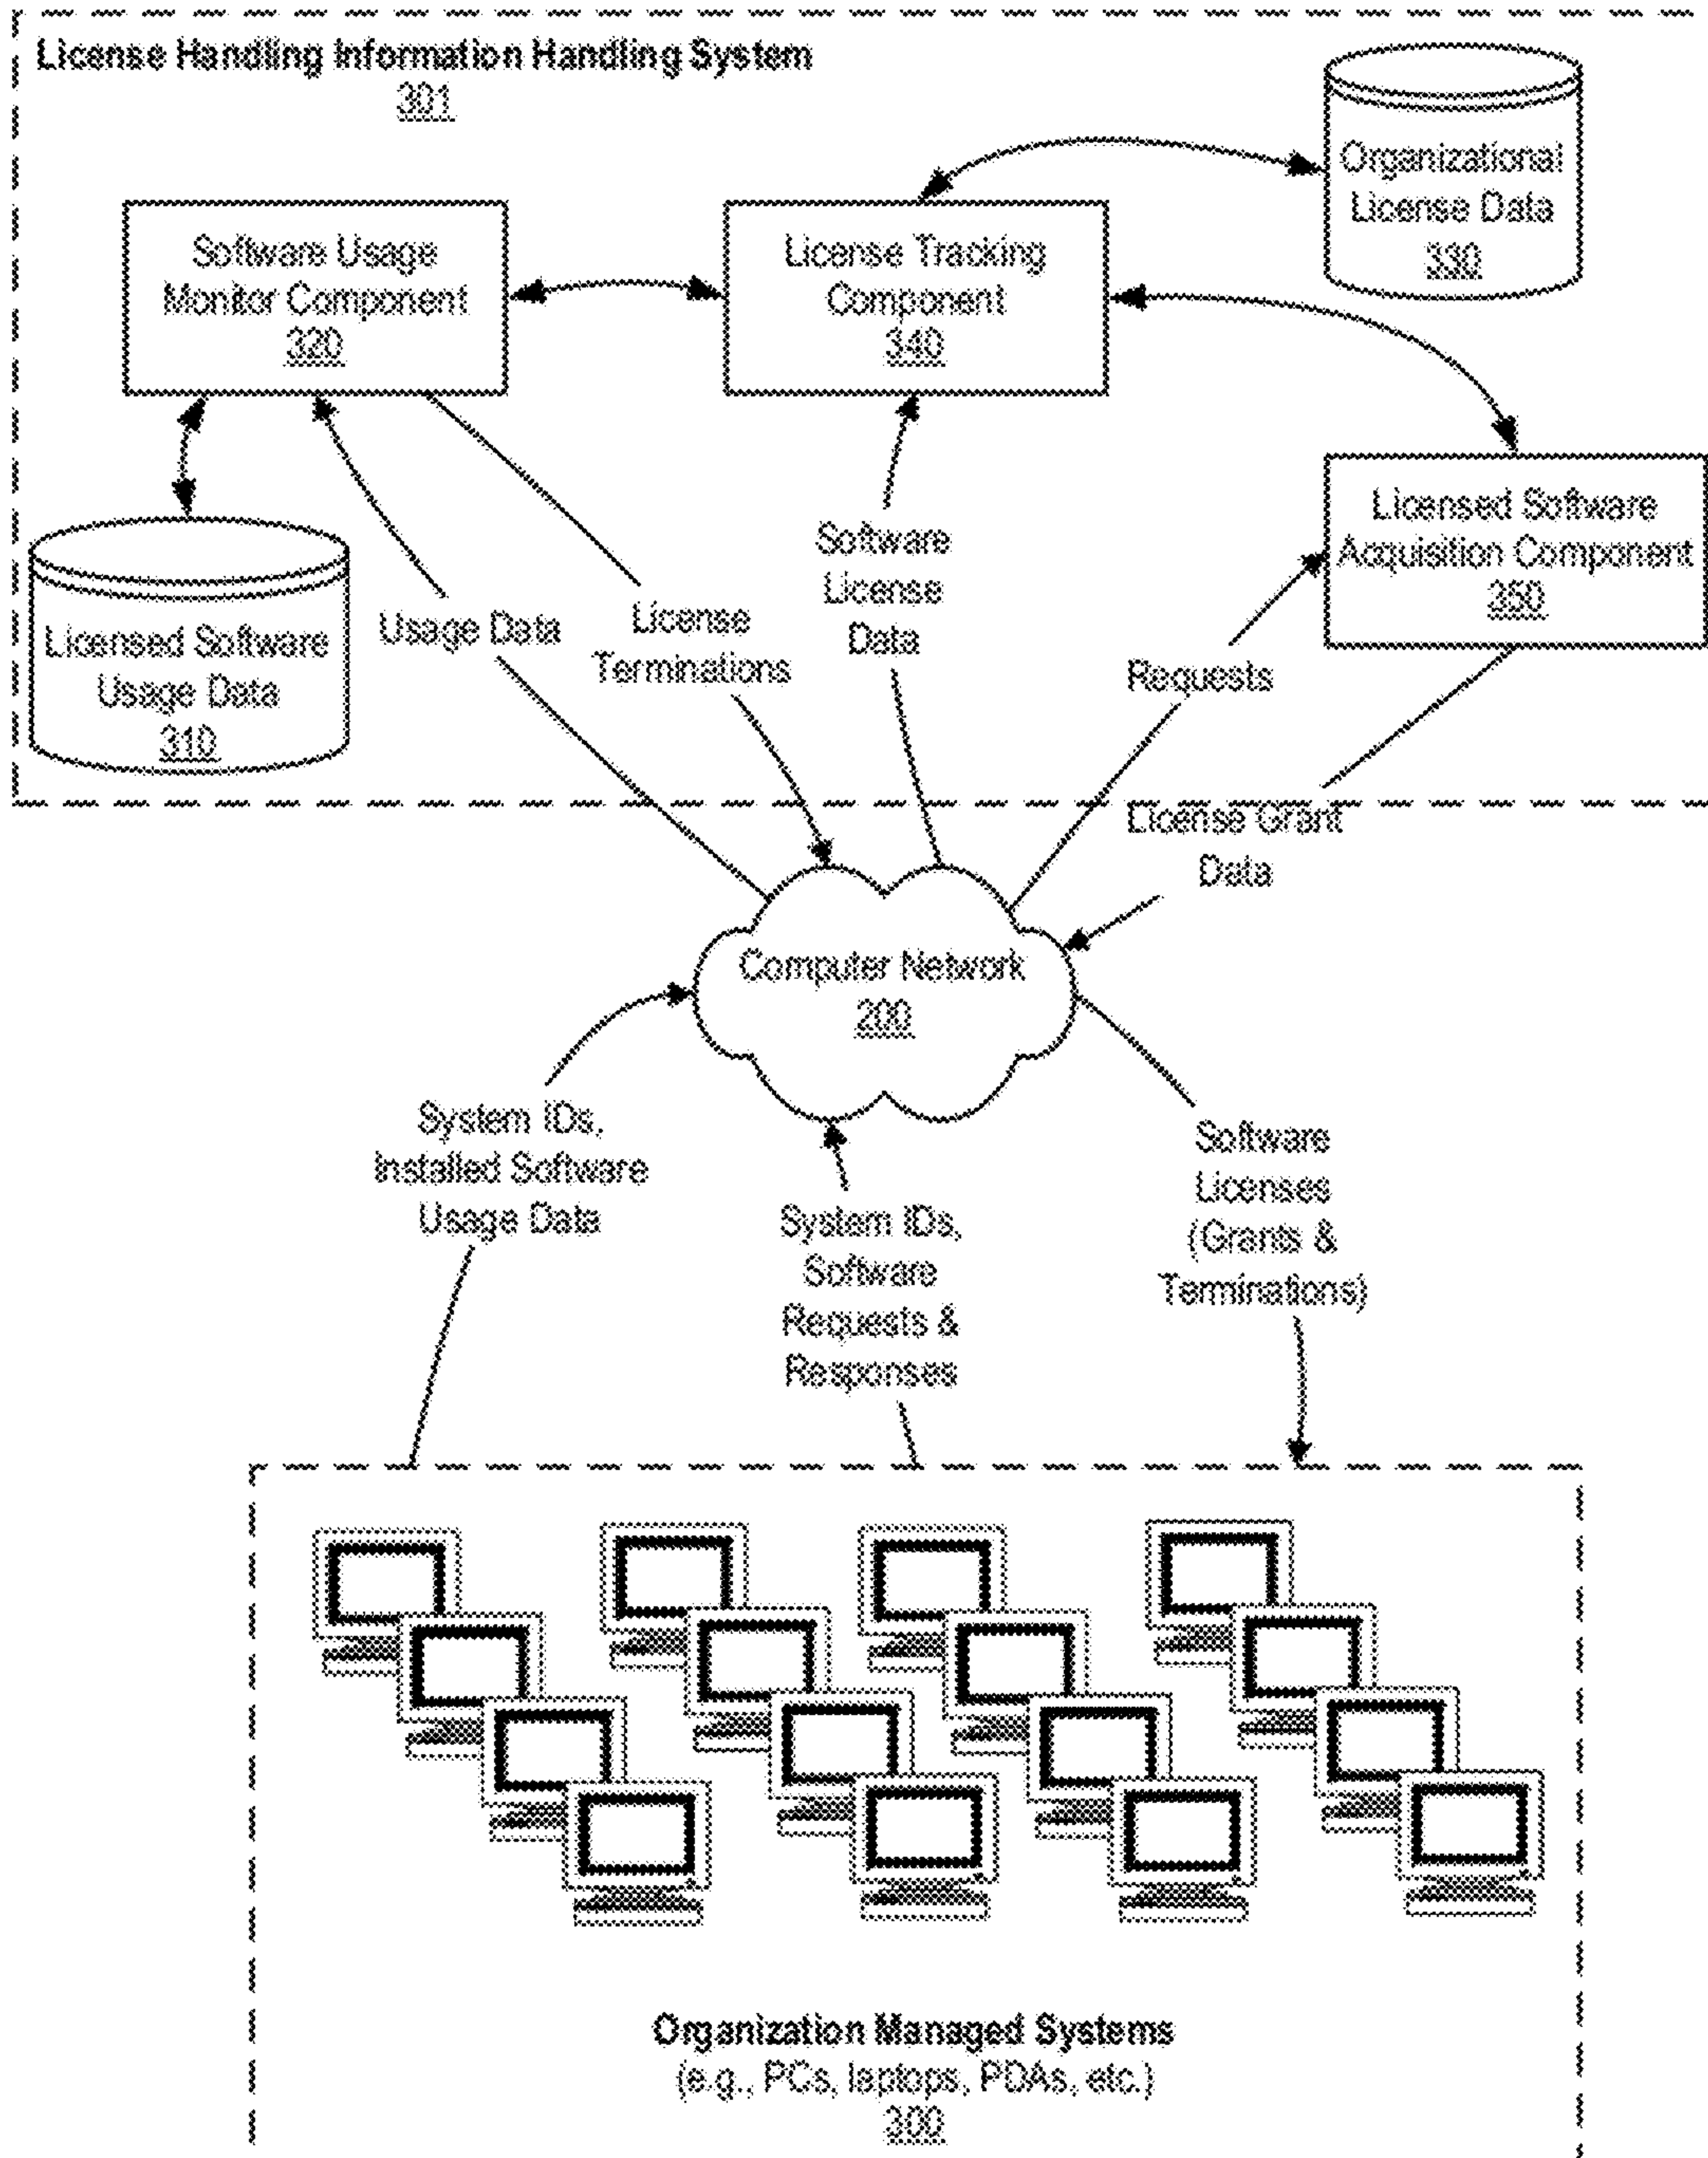 License Handling Information Handling System
301
Organizational
License Data
330
Software Usage
Monitor Component
320
License Tracking
Component
340
Licensed Software
Acquisition Component
350
Licensed Software
Usage Data
310
Usage Data
License
Terminations
Software
License
Data
Requests
License Grant
Data
Computer Network
200
System IDs,
Installed Software
Usage Data
System IDs,
Software
Requests &
Responses
Software
Licenses
(Grants &
Terminations)
Organization Managed Systems
(e.g., PCs, laptops, PDAs, etc.)
300